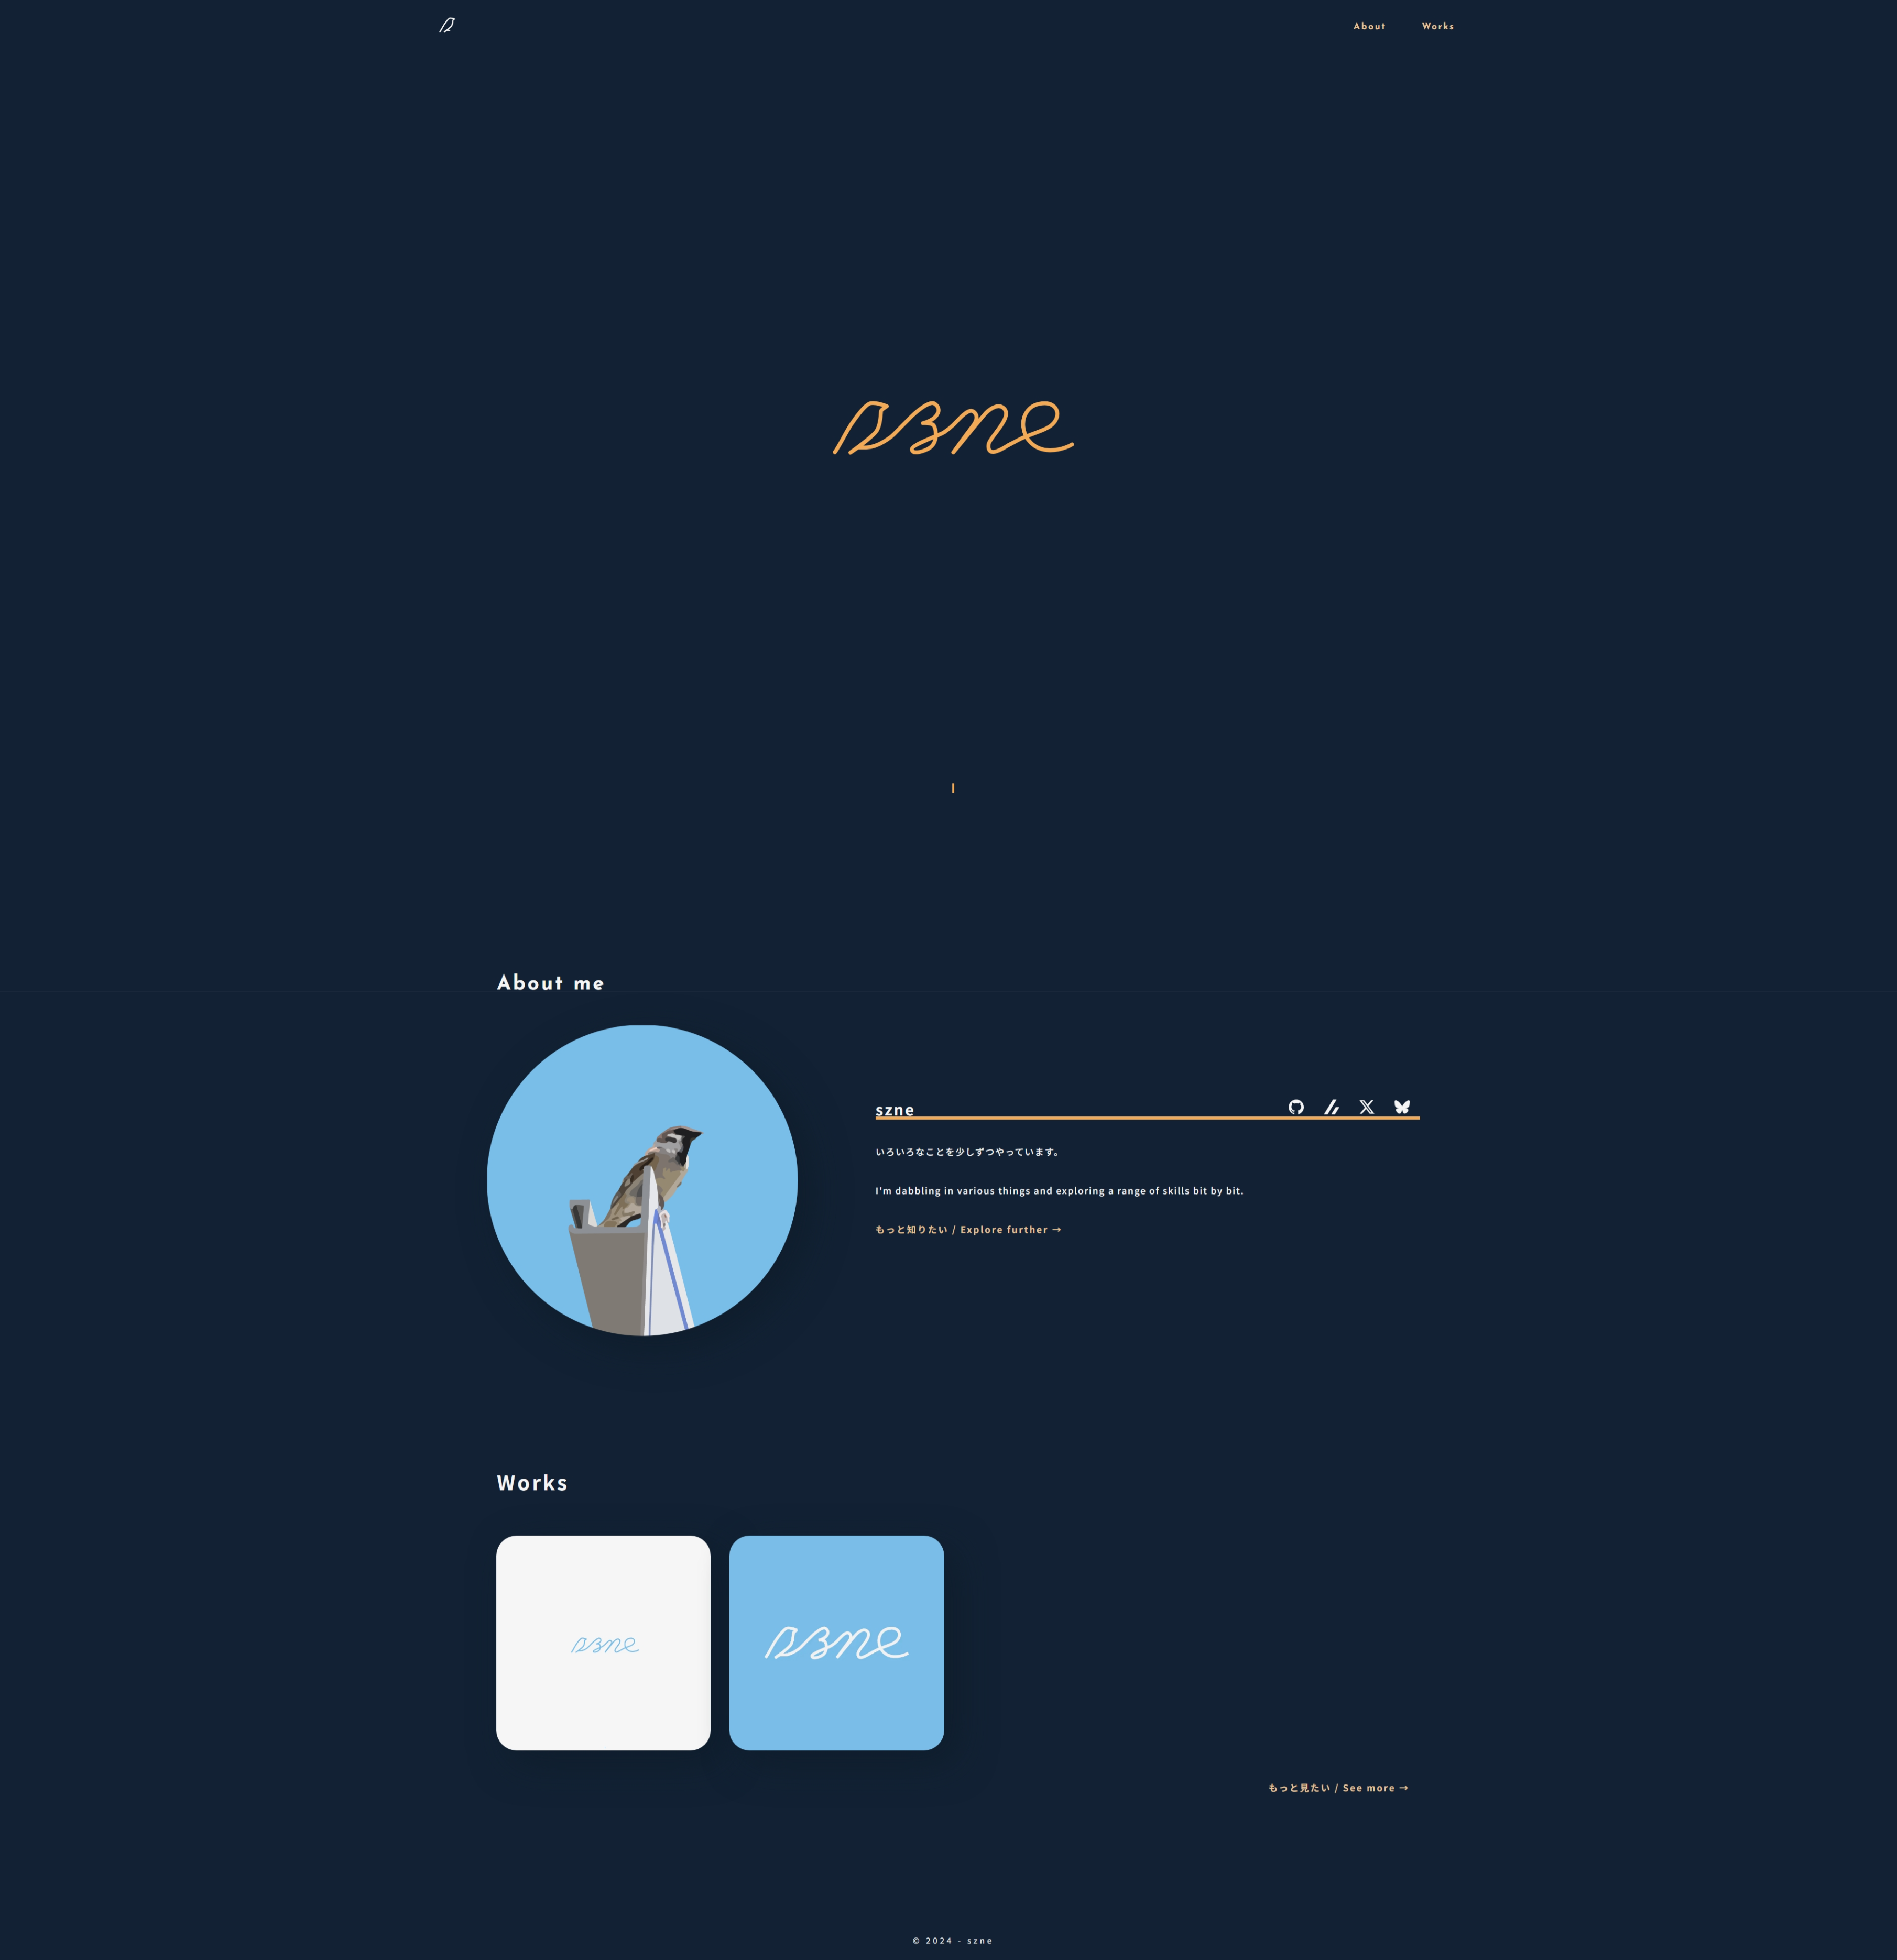 About Works
szne
About me
szne
いろいろなことを少しずつやっています。
I'm dabbling in various things and exploring a range of skills bit by bit.
もっと知りたい / Explore further →
Works
szne szne
もっと見たい / See more →
© 2024 - szne